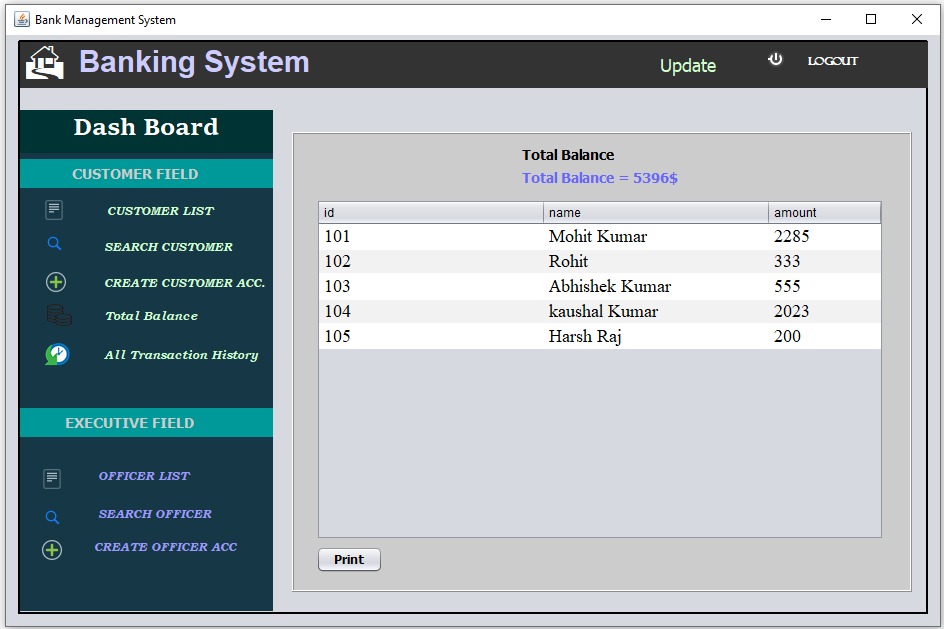 Bank Management System
Banking System
Update
LOGOUT
Dash Board
CUSTOMER FIELD
CUSTOMER LIST
SEARCH CUSTOMER
CREATE CUSTOMER ACC.
Total Balance
All Transaction History
EXECUTIVE FIELD
OFFICER LIST
SEARCH OFFICER
CREATE OFFICER ACC
Total Balance
Total Balance = 5396$
id name amount
101 Mohit Kumar 2285
102 Rohit 333
103 Abhishek Kumar 555
104 kaushal Kumar 2023
105 Harsh Raj 200
Print